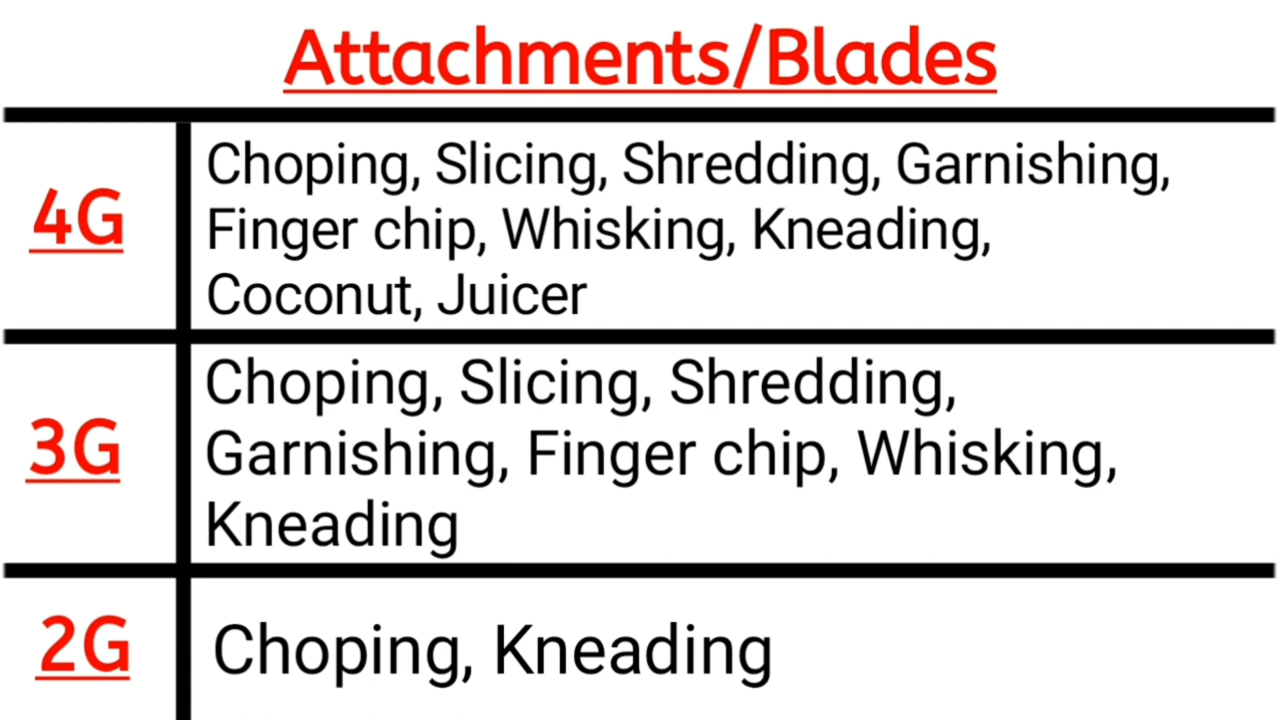 Attachments/Blades
4G
Choping, Slicing, Shredding, Garnishing,
Finger chip, Whisking, Kneading,
Coconut, Juicer
3G
Choping, Slicing, Shredding,
Garnishing, Finger chip, Whisking,
Kneading
2G
Choping, Kneading